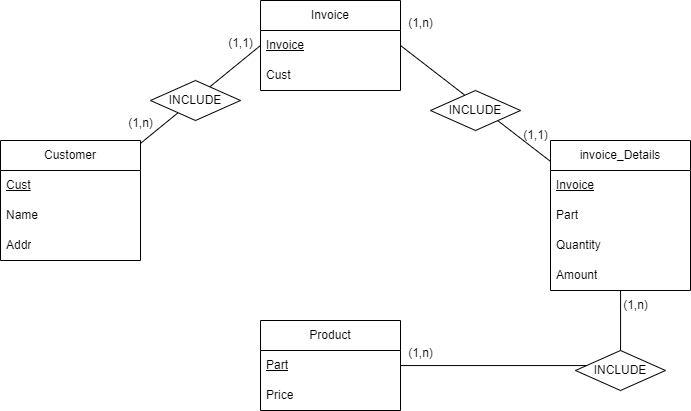 Invoice
(1,n)
(1,1)
Invoice
Cust
INCLUDE
INCLUDE
(1,n)
(1,1)
Customer
invoice_Details
Cust
Invoice
Name
Part
Addr
Quantity
Amount
(1,n)
Product
(1,n)
Part
INCLUDE
Price